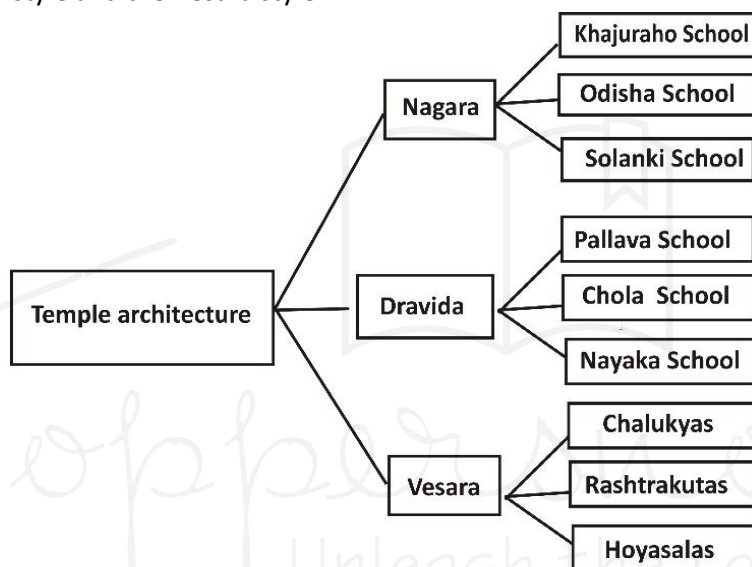 Khajuraho School
Nagara
Odisha School
Solanki School
Temple architecture
Dravida
Pallava School
Chola School
Nayaka School
Vesara
Chalukyas
Rashtrakutas
Hoyasalas